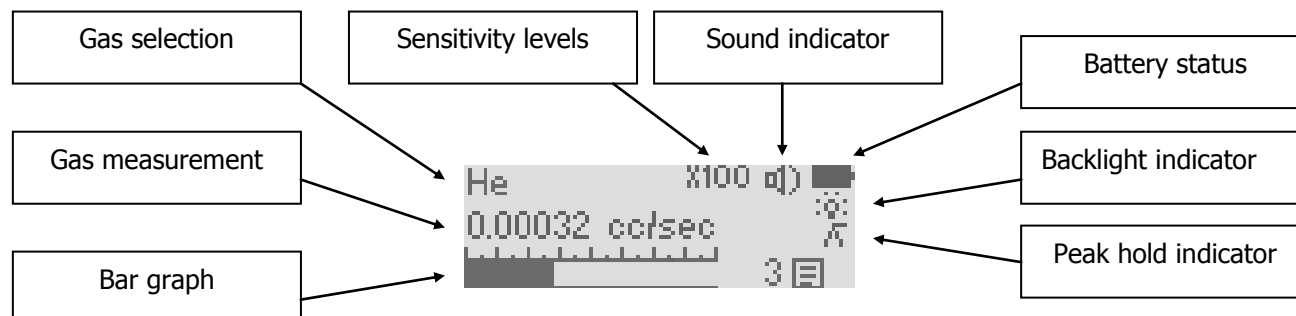 Gas selection
Sensitivity levels
Sound indicator
Battery status
Gas measurement
Backlight indicator
Bar graph
Peak hold indicator
He X100
0.00032 cc/sec
3